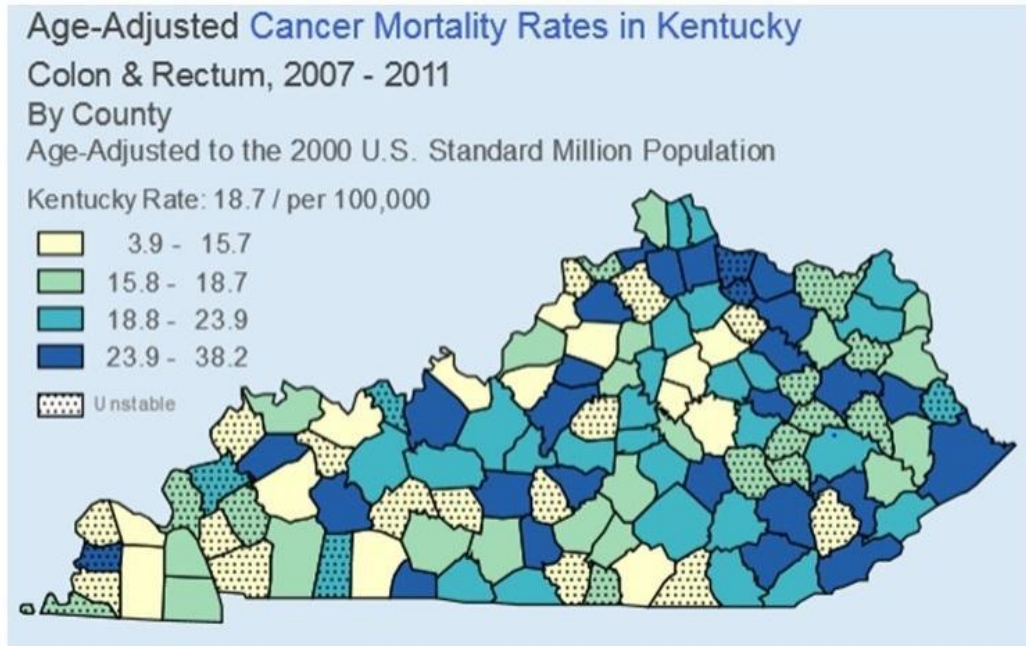 Age-Adjusted Cancer Mortality Rates in Kentucky
Colon & Rectum, 2007 - 2011
By County
Age-Adjusted to the 2000 U.S. Standard Million Population
Kentucky Rate: 18.7 / per 100,000
3.9 - 15.7
15.8 - 18.7
18.8 - 23.9
23.9 - 38.2
Unstable